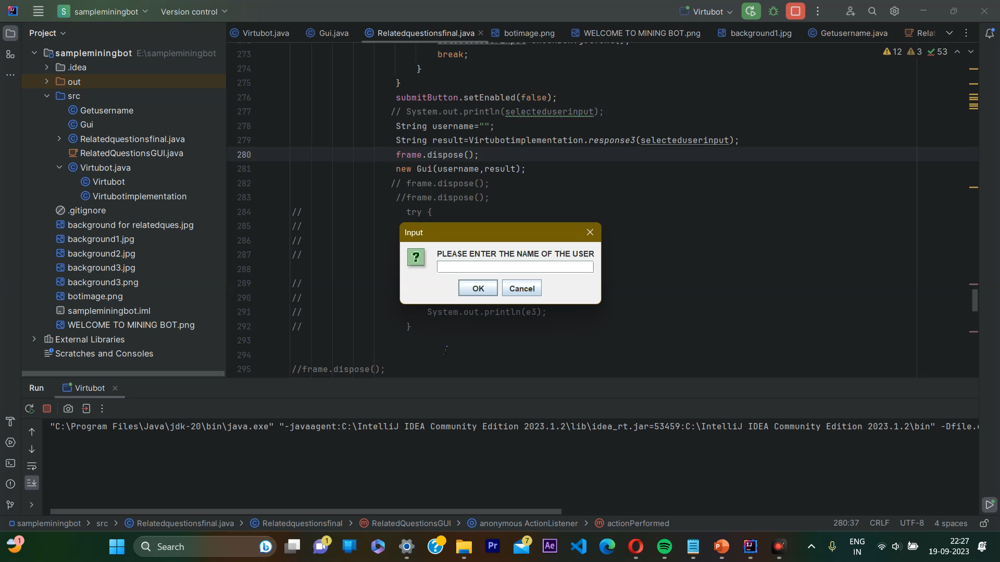 S sampleminingbot Version control Virtubot
Project
Virtubot.java Gui.java Relatedquestionsfinal.java botimage.png WELCOME TO MINING BOT.png background1.jpg Getusername.java Rela
12 3 53
sampleminingbot E:\sampleminingbot
.idea
out
src
Getusername
Gui
Relatedquestionsfinal.java
RelatedQuestionsGUI.java
Virtubot.java
Virtubot
Virtubotimplementation
.gitignore
background for relatedques.jpg
background1.jpg
background2.jpg
background3.jpg
background3.png
botimage.png
sampleminingbot.iml
WELCOME TO MINING BOT.png
External Libraries
Scratches and Consoles
273 break;
274 }
275 }
276 submitButton.setEnabled(false);
277 // System.out.println(selecteduserinput);
278 String username="";
279 String result=Virtubotimplementation.response3(selecteduserinput);
280 frame.dispose();
281 new Gui(username,result);
282 // frame.dispose();
283 //frame.dispose();
284 // try {
285 //
286 //
287 //
288
289 //
290 //
291 // System.out.println(e3);
292 // }
293
294
295 //frame.dispose();
Input
PLEASE ENTER THE NAME OF THE USER
OK Cancel
Run Virtubot
"C:\Program Files\Java\jdk-20\bin\java.exe" "-javaagent:C:\IntelliJ IDEA Community Edition 2023.1.2\lib\idea_rt.jar=53459:C:\IntelliJ IDEA Community Edition 2023.1.2\bin" -Dfile.
sampleminingbot > src > Relatedquestionsfinal.java > Relatedquestionsfinal > RelatedQuestionsGUI > anonymous ActionListener > actionPerformed 280:37 CRLF UTF-8 4 spaces
1 Search 1 Pr 7 Ae ENG IN 22:27
19-09-2023